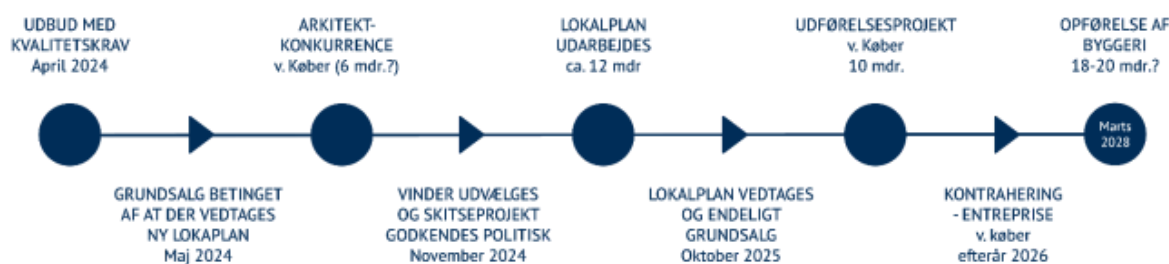 UDBUD MED
KVALITETSKRAV
April 2024
ARKITEKT-
KONKURRENCE
v. Køber (6 mdr.?)
LOKALPLAN
UDARBEJDES
ca. 12 mdr
UDFØRELSESPROJEKT
v. Køber
10 mdr.
OPFØRELSE AF
BYGGERI
18-20 mdr.?
Marts
2028
GRUNDSALG BETINGET
AF AT DER VEDTAGES
NY LOKAPLAN
Maj 2024
VINDER UDVÆLGES
OG SKITSEPROJEKT
GODKENDES POLITISK
November 2024
LOKALPLAN VEDTAGES
OG ENDELIGT
GRUNDSALG
Oktober 2025
KONTRAHERING
- ENTREPRISE
v. køber
efterår 2026